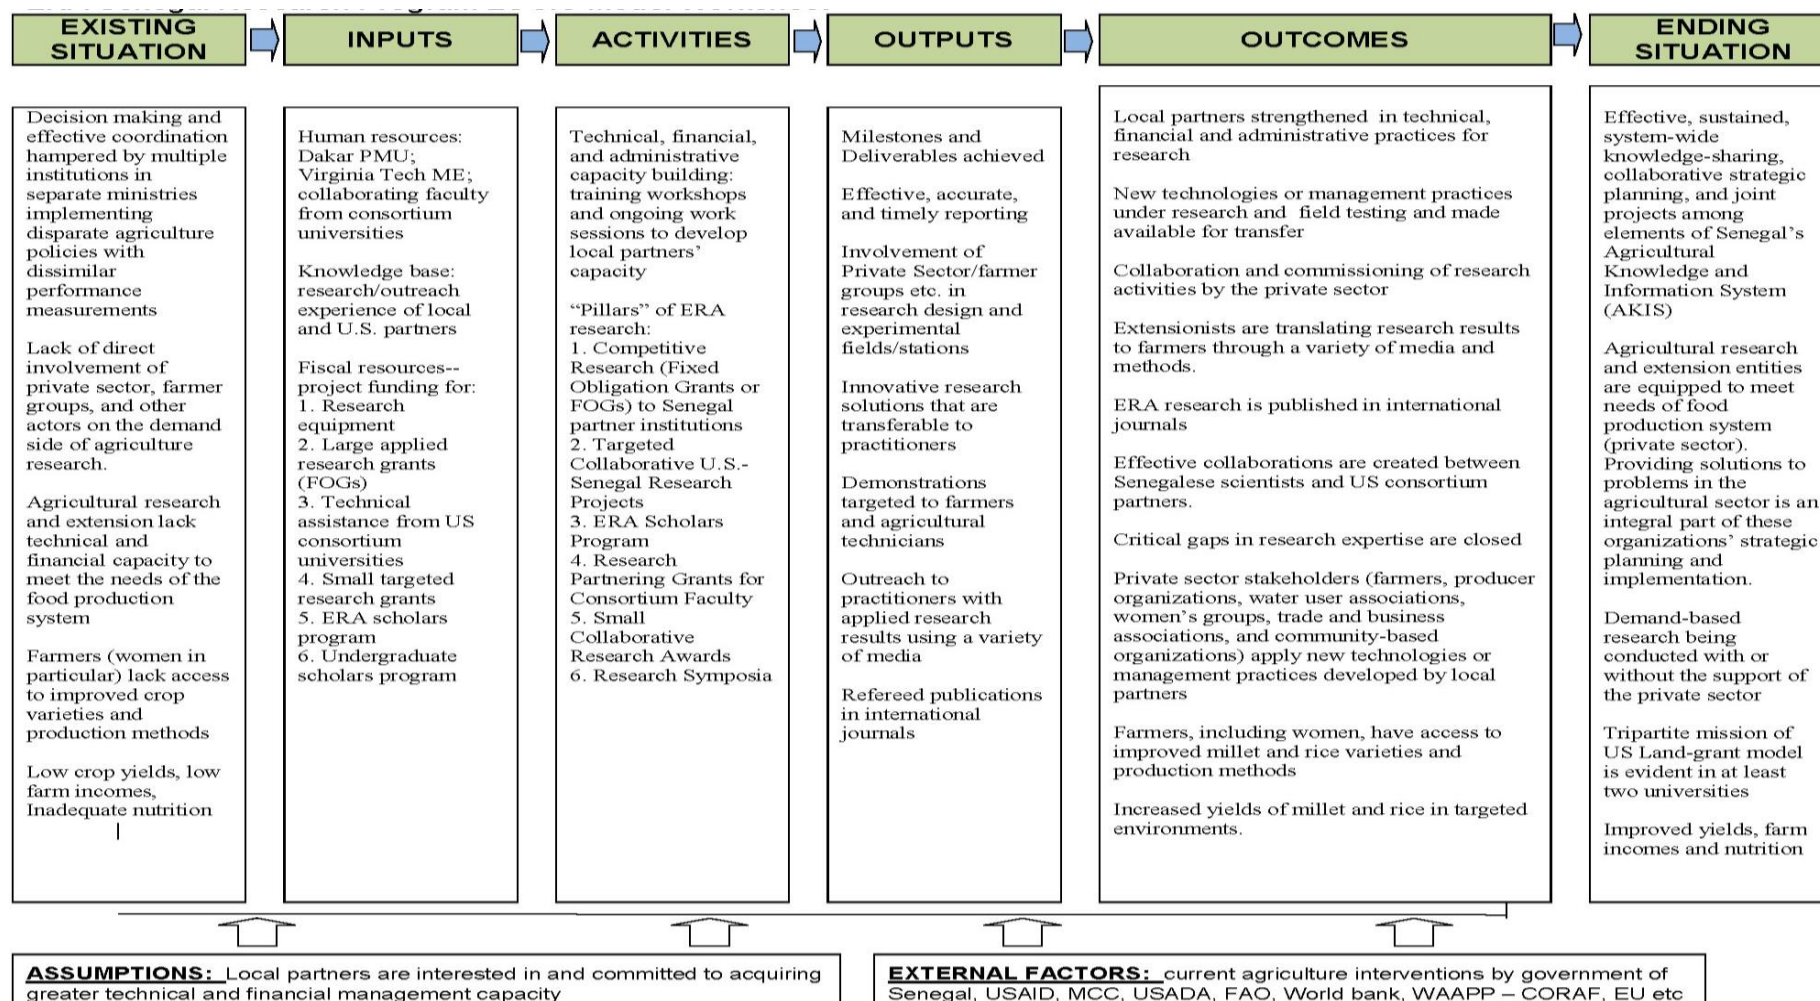 EXISTING
SITUATION
INPUTS
ACTIVITIES
OUTPUTS
OUTCOMES
ENDING
SITUATION
Decision making and
effective coordination
hampered by multiple
institutions in
separate ministries
implementing
disparate agriculture
policies with
dissimilar
performance
measurements
Lack of direct
involvement of
private sector, farmer
groups, and other
actors on the demand
side of agriculture
research.
Agricultural research
and extension lack
technical and
financial capacity to
meet the needs of the
food production
system
Farmers (women in
particular) lack access
to improved crop
varieties and
production methods
Low crop yields, low
farm incomes,
Inadequate nutrition
Human resources:
Dakar PMU;
Virginia Tech ME;
collaborating faculty
from consortium
universities
Knowledge base:
research/outreach
experience of local
and U.S. partners
Fiscal resources--
project funding for:
1. Research
equipment
2. Large applied
research grants
(FOGs)
3. Technical
assistance from US
consortium
universities
4. Small targeted
research grants
5. ERA scholars
program
6. Undergraduate
scholars program
Technical, financial,
and administrative
capacity building:
training workshops
and ongoing work
sessions to develop
local partners’
capacity
“Pillars” of ERA
research:
1. Competitive
Research (Fixed
Obligation Grants or
FOGs) to Senegal
partner institutions
2. Targeted
Collaborative U.S.-
Senegal Research
Projects
3. ERA Scholars
Program
4. Research
Partnering Grants for
Consortium Faculty
5. Small
Collaborative
Research Awards
6. Research Symposia
Milestones and
Deliverables achieved
Effective, accurate,
and timely reporting
Involvement of
Private Sector/farmer
groups etc. in
research design and
experimental
fields/stations
Innovative research
solutions that are
transferable to
practitioners
Demonstrations
targeted to farmers
and agricultural
technicians
Outreach to
practitioners with
applied research
results using a variety
of media
Refereed publications
in international
journals
Local partners strengthened in technical,
financial and administrative practices for
research
New technologies or management practices
under research and field testing and made
available for transfer
Collaboration and commissioning of research
activities by the private sector
Extensionists are translating research results
to farmers through a variety of media and
methods.
ERA research is published in international
journals
Effective collaborations are created between
Senegalese scientists and US consortium
partners.
Critical gaps in research expertise are closed
Private sector stakeholders (farmers, producer
organizations, water user associations,
women’s groups, trade and business
associations, and community-based
organizations) apply new technologies or
management practices developed by local
partners
Farmers, including women, have access to
improved millet and rice varieties and
production methods
Increased yields of millet and rice in targeted
environments.
Effective, sustained,
system-wide
knowledge-sharing,
collaborative strategic
planning, and joint
projects among
elements of Senegal’s
Agricultural
Knowledge and
Information System
(AKIS)
Agricultural research
and extension entities
are equipped to meet
needs of food
production system
(private sector).
Providing solutions to
problems in the
agricultural sector is an
integral part of these
organizations’ strategic
planning and
implementation.
Demand-based
research being
conducted with or
without the support of
the private sector
Tripartite mission of
US Land-grant model
is evident in at least
two universities
Improved yields, farm
incomes and nutrition
ASSUMPTIONS: Local partners are interested in and committed to acquiring
greater technical and financial management capacity
EXTERNAL FACTORS: current agriculture interventions by government of
Senegal, USAID, MCC, USADA, FAO, World bank, WAAPP – CORAF, EU etc